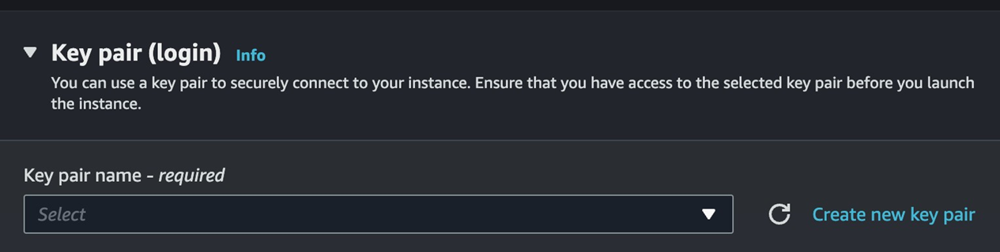 Key pair (login) Info
You can use a key pair to securely connect to your instance. Ensure that you have access to the selected key pair before you launch
the instance.
Key pair name - required
Select
Create new key pair